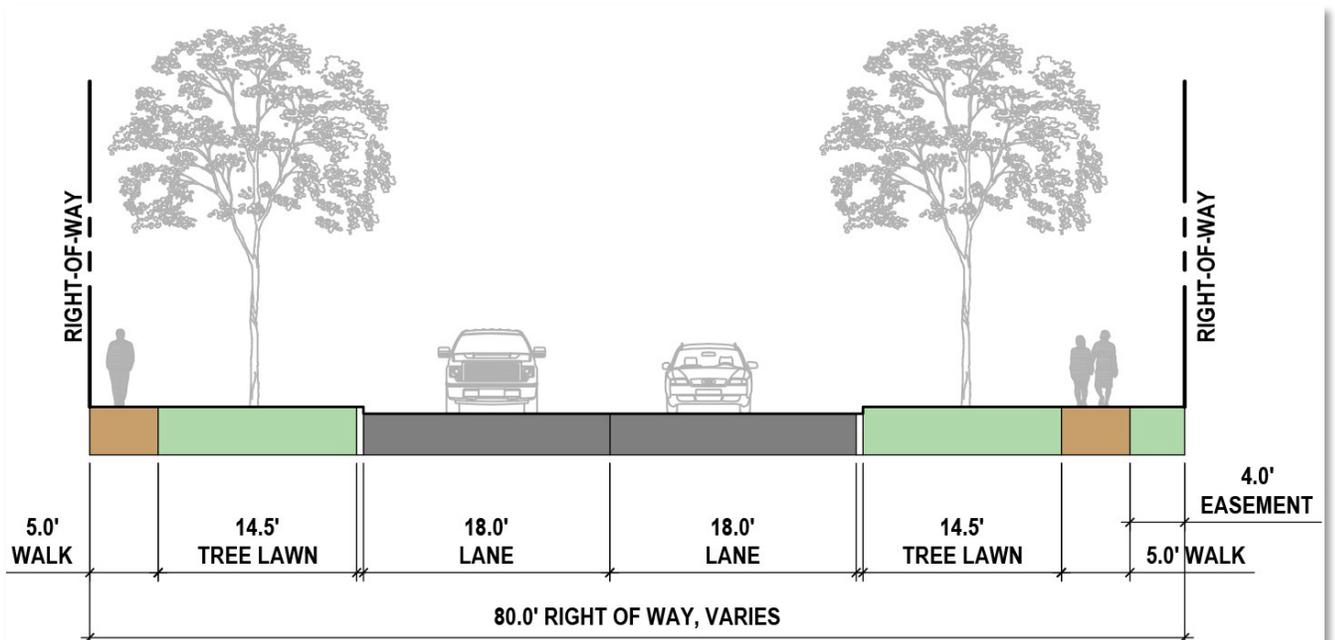 RIGHT-OF-WAY
RIGHT-OF-WAY
5.0'
WALK
14.5'
TREE LAWN
18.0'
LANE
18.0'
LANE
14.5'
TREE LAWN
4.0'
EASEMENT
5.0' WALK
80.0' RIGHT OF WAY, VARIES